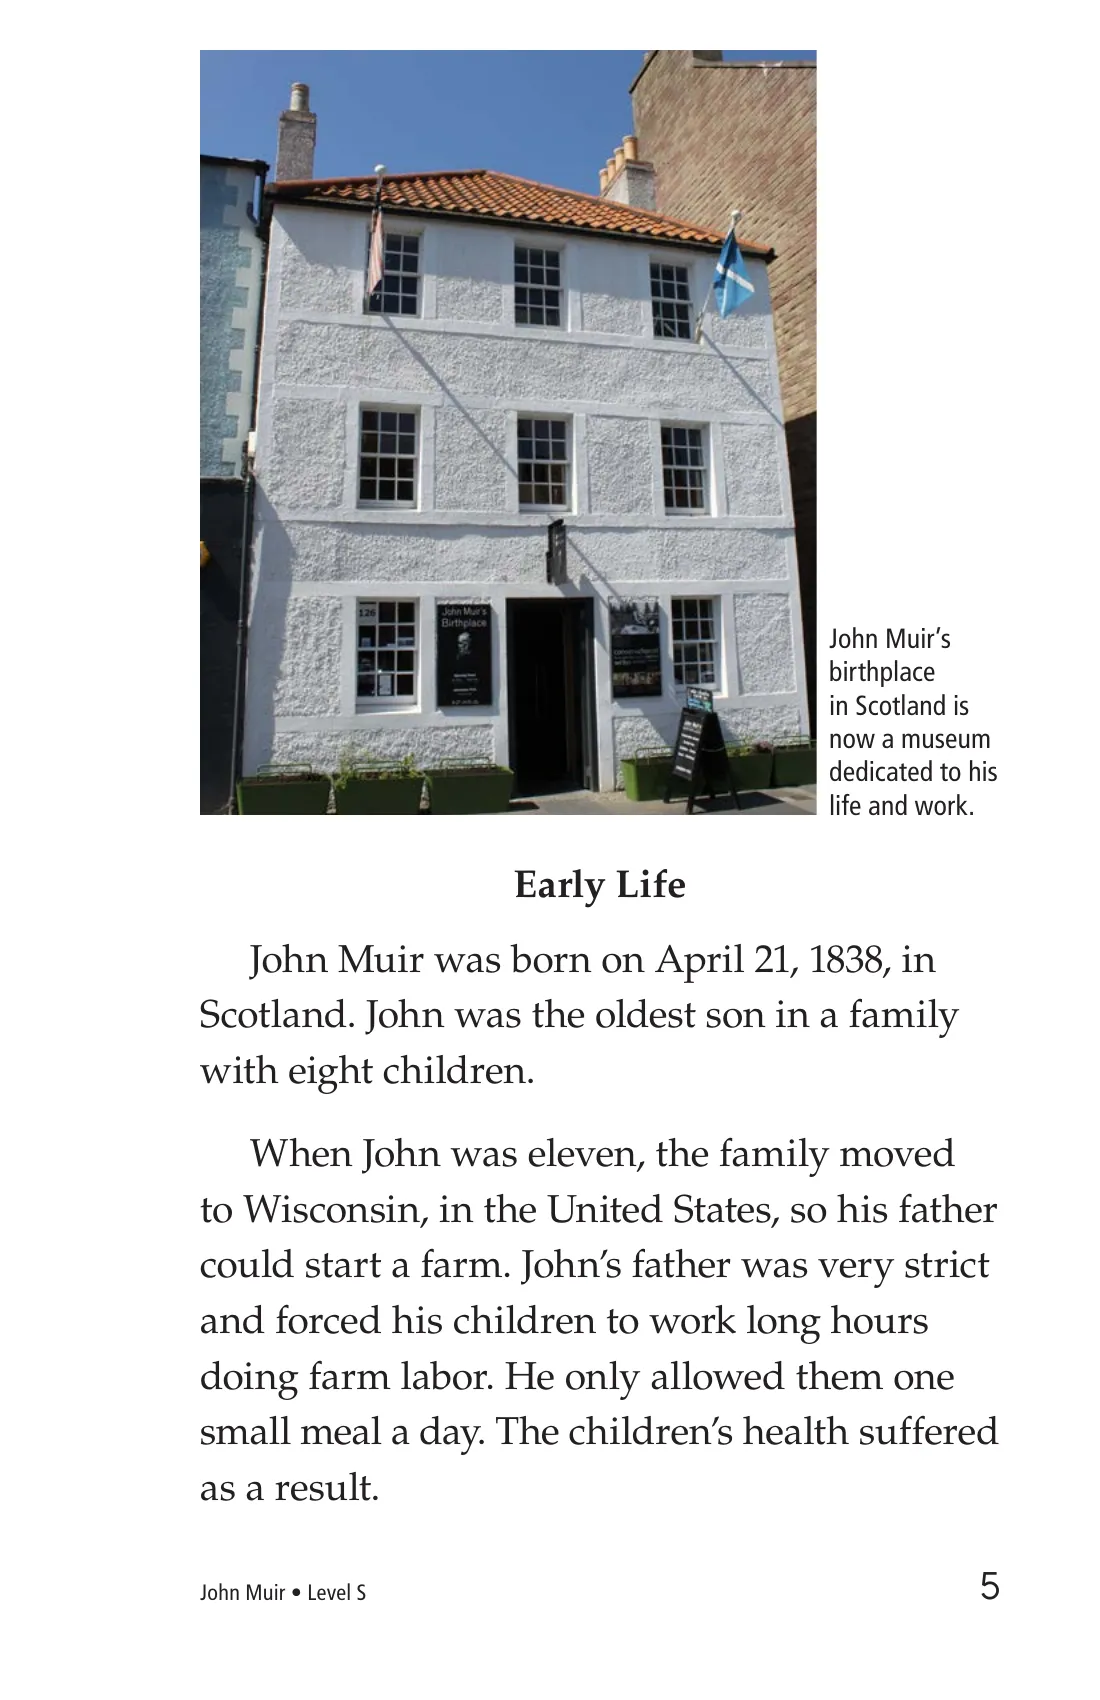 126
John Muir's
Birthplace
John Muir's
birthplace
in Scotland is
now a museum
dedicated to his
life and work.
Early Life
John Muir was born on April 21, 1838, in
Scotland. John was the oldest son in a family
with eight children.
When John was eleven, the family moved
to Wisconsin, in the United States, so his father
could start a farm. John’s father was very strict
and forced his children to work long hours
doing farm labor. He only allowed them one
small meal a day. The children’s health suffered
as a result.
John Muir • Level S
5